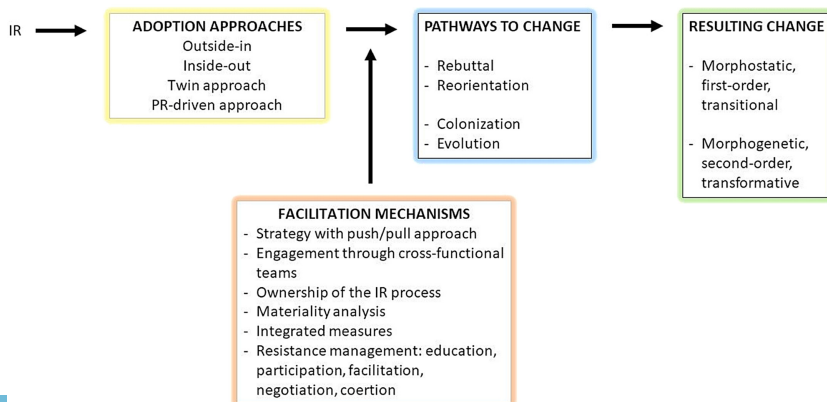 IR
ADOPTION APPROACHES
Outside-in
Inside-out
Twin approach
PR-driven approach
PATHWAYS TO CHANGE
- Rebuttal
- Reorientation
- Colonization
- Evolution
RESULTING CHANGE
- Morphostatic,
first-order,
transitional
- Morphogenetic,
second-order,
transformative
FACILITATION MECHANISMS
- Strategy with push/pull approach
- Engagement through cross-functional
teams
- Ownership of the IR process
- Materiality analysis
- Integrated measures
- Resistance management: education,
participation, facilitation,
negotiation, coertion